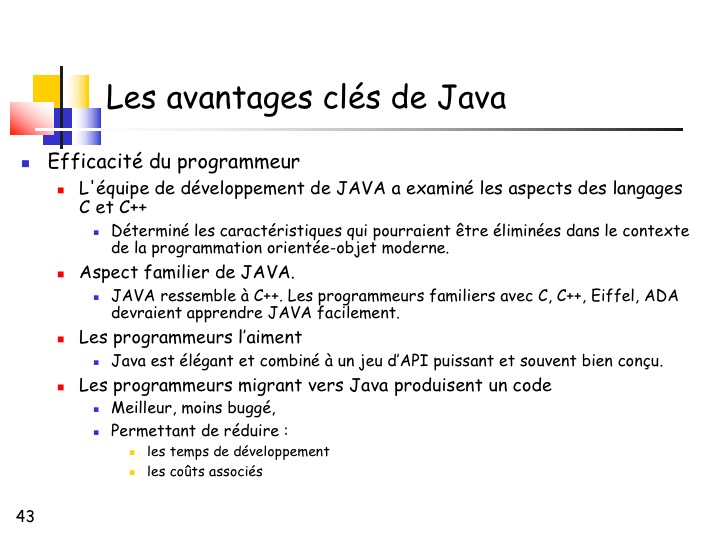 Les avantages clés de Java
Efficacité du programmeur
L'équipe de développement de JAVA a examiné les aspects des langages
C et C++
Déterminé les caractéristiques qui pourraient être éliminées dans le contexte
de la programmation orientée-objet moderne.
Aspect familier de JAVA.
JAVA ressemble à C++. Les programmeurs familiers avec C, C++, Eiffel, ADA
devraient apprendre JAVA facilement.
Les programmeurs l’aiment
Java est élégant et combiné à un jeu d’API puissant et souvent bien conçu.
Les programmeurs migrant vers Java produisent un code
Meilleur, moins buggé,
Permettant de réduire :
les temps de développement
les coûts associés
43